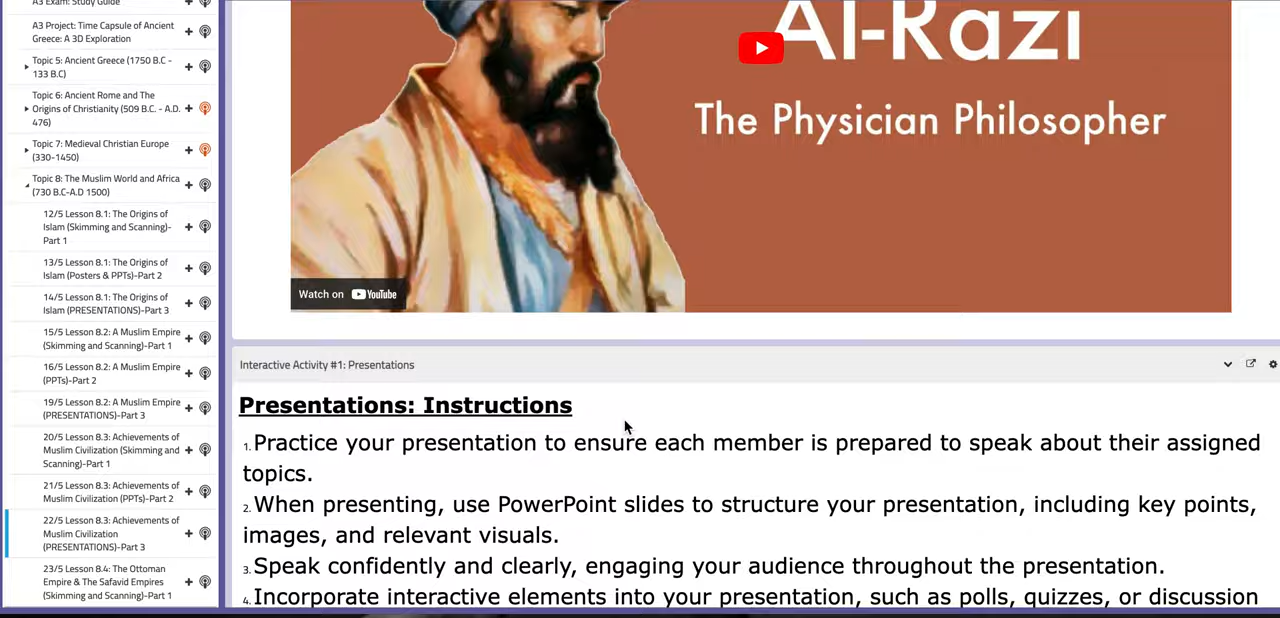 A3 Exam: Study Guide
A3 Project: Time Capsule of Ancient
Greece: A 3D Exploration
Topic 5: Ancient Greece (1750 B.C -
133 B.C)
Topic 6: Ancient Rome and The
Origins of Christianity (509 B.C. - A.D.
476)
Topic 7: Medieval Christian Europe
(330-1450)
Topic 8: The Muslim World and Africa
(730 B.C-A.D 1500)
12/5 Lesson 8.1: The Origins of
Islam (Skimming and Scanning)-
Part 1
13/5 Lesson 8.1: The Origins of
Islam (Posters & PPTs)-Part 2
14/5 Lesson 8.1: The Origins of
Islam (PRESENTATIONS)-Part 3
15/5 Lesson 8.2: A Muslim Empire
(Skimming and Scanning)-Part 1
16/5 Lesson 8.2: A Muslim Empire
(PPTs)-Part 2
19/5 Lesson 8.2: A Muslim Empire
(PRESENTATIONS)-Part 3
20/5 Lesson 8.3: Achievements of
Muslim Civilization (Skimming and
Scanning)-Part 1
21/5 Lesson 8.3: Achievements of
Muslim Civilization (PPTs)-Part 2
22/5 Lesson 8.3: Achievements of
Muslim Civilization
(PRESENTATIONS)-Part 3
23/5 Lesson 8.4: The Ottoman
Empire & The Safavid Empires
(Skimming and Scanning)-Part 1
Al-Razi
The Physician Philosopher
Watch on YouTube
Interactive Activity #1: Presentations
Presentations: Instructions
1. Practice your presentation to ensure each member is prepared to speak about their assigned
topics.
2. When presenting, use PowerPoint slides to structure your presentation, including key points,
images, and relevant visuals.
3. Speak confidently and clearly, engaging your audience throughout the presentation.
4. Incorporate interactive elements into your presentation, such as polls, quizzes, or discussion